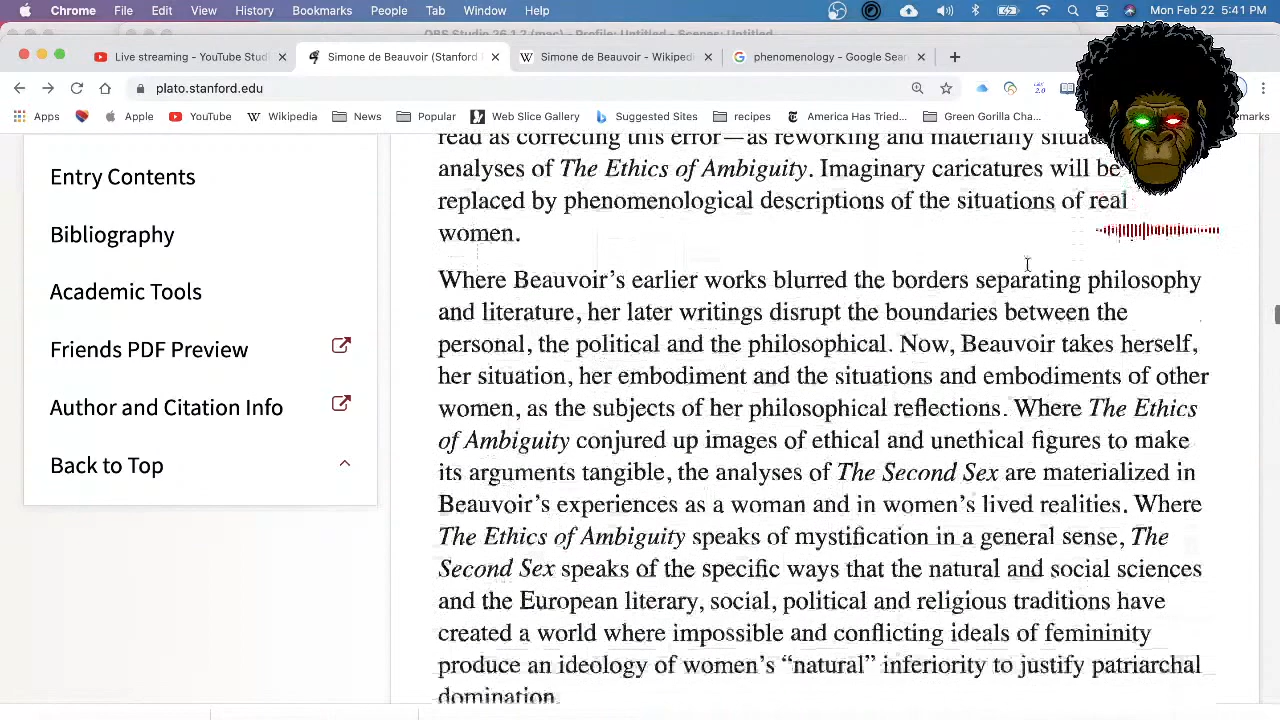 Chrome File Edit View History Bookmarks People Tab Window Help Mon Feb 22 5:41 PM
Live streaming - YouTube Stud Simone de Beauvoir (Stanford Simone de Beauvoir - Wikiped phenomenology - Google Sear
plato.stanford.edu
Apps Apple YouTube Wikipedia News Popular Web Slice Gallery Suggested Sites recipes America Has Tried... Green Gorilla Cha...
Entry Contents
Bibliography
Academic Tools
Friends PDF Preview
Author and Citation Info
Back to Top
read as correcting this error—as reworking and materially
analyses of The Ethics of Ambiguity. Imaginary caricatures will be
replaced by phenomenological descriptions of the situations of real
women.
Where Beauvoir's earlier works blurred the borders separating philosophy
and literature, her later writings disrupt the boundaries between the
personal, the political and the philosophical. Now, Beauvoir takes herself,
her situation, her embodiment and the situations and embodiments of other
women, as the subjects of her philosophical reflections. Where The Ethics
of Ambiguity conjured up images of ethical and unethical figures to make
its arguments tangible, the analyses of The Second Sex are materialized in
Beauvoir's experiences as a woman and in women's lived realities. Where
The Ethics of Ambiguity speaks of mystification in a general sense, The
Second Sex speaks of the specific ways that the natural and social sciences
and the European literary, social, political and religious traditions have
created a world where impossible and conflicting ideals of femininity
produce an ideology of women's “natural” inferiority to justify patriarchal
domination